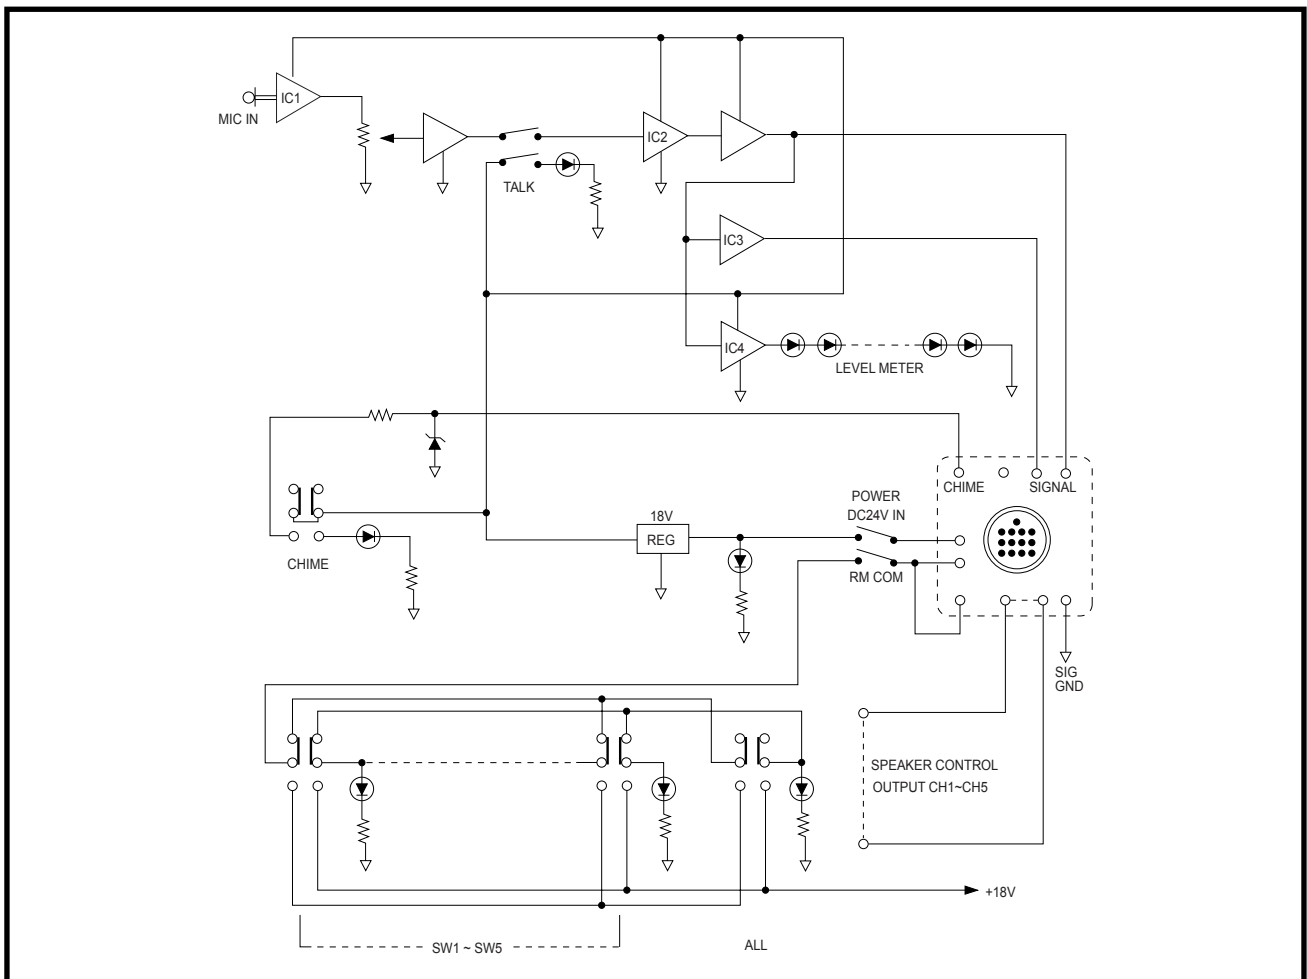 IC1
MIC IN
IC2
TALK
IC3
IC4
LEVEL METER
CHIME
SIGNAL
POWER
DC24V IN
18V
REG
CHIME
RM COM
SIG
GND
SPEAKER CONTROL
OUTPUT CH1~CH5
+18V
SW1 ~ SW5
ALL